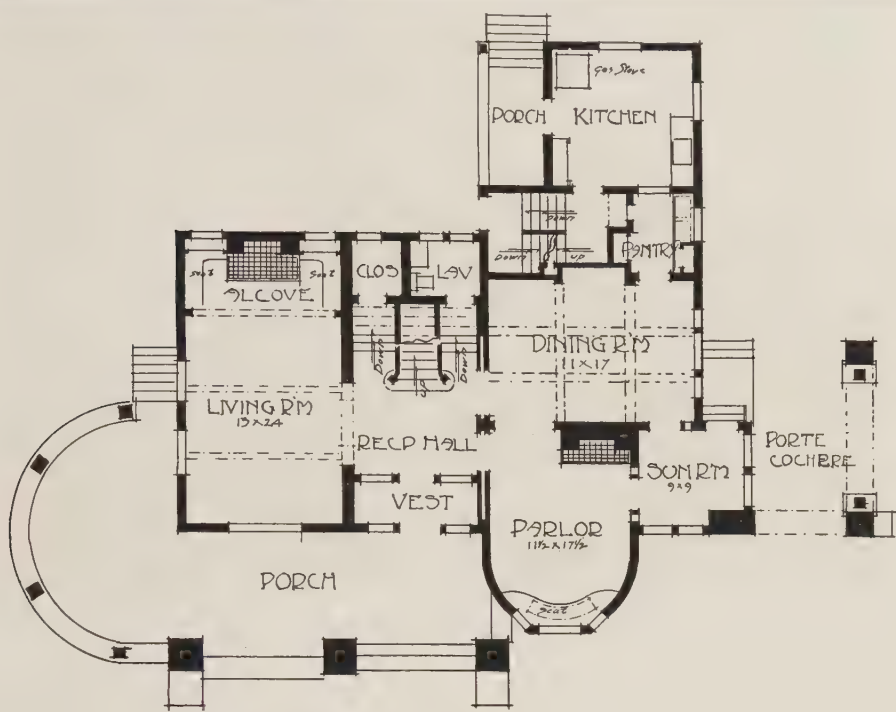 Gas Stove
PORCH
KITCHEN
DOWN
DOWN
UP
PANTRY
CLOS
LAV
Seat
Seat
ALCOVE
DINING R'M
11 x 17
DOWN
UP
DOWN
LIVING R'M
13 x 24
RECP HALL
PORTE
COCHERE
SUN RM
9 x 9
VEST
PARLOR
11½ x 17½
PORCH
Seat